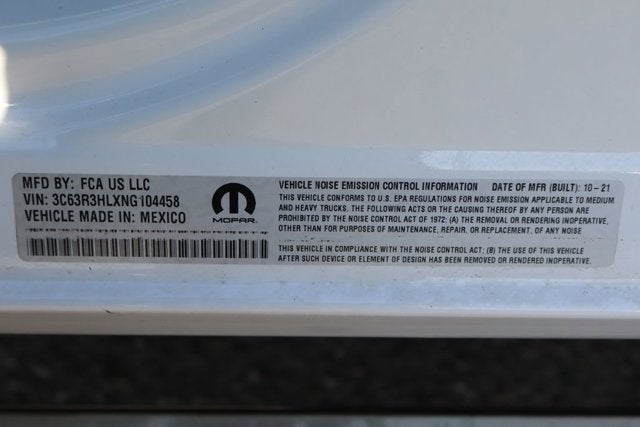 MFD BY: FCA US LLC
VIN: 3C63R3HLXNG104458
VEHICLE MADE IN: MEXICO
MOPAR
VEHICLE NOISE EMISSION CONTROL INFORMATION DATE OF MFR (BUILT): 10-21
THIS VEHICLE CONFORMS TO U.S. EPA REGULATIONS FOR NOISE EMISSION APPLICABLE TO MEDIUM
AND HEAVY TRUCKS. THE FOLLOWING ACTS OR THE CAUSING THEREOF BY ANY PERSON ARE
PROHIBITED BY THE NOISE CONTROL ACT OF 1972: (A) THE REMOVAL OR RENDERING INOPERATIVE,
OTHER THAN FOR PURPOSES OF MAINTENANCE, REPAIR, OR REPLACEMENT, OF ANY NOISE
THIS VEHICLE IN COMPLIANCE WITH THE NOISE CONTROL ACT; (B) THE USE OF THIS VEHICLE
AFTER SUCH DEVICE OR ELEMENT OF DESIGN HAS BEEN REMOVED OR RENDERED INOPERATIVE.